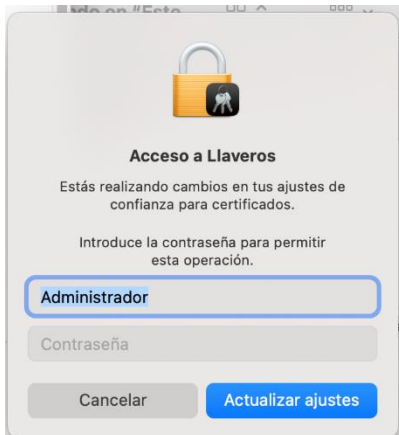 Acceso a Llaveros
Estás realizando cambios en tus ajustes de
confianza para certificados.
Introduce la contraseña para permitir
esta operación.
Administrador
Contraseña
Cancelar
Actualizar ajustes